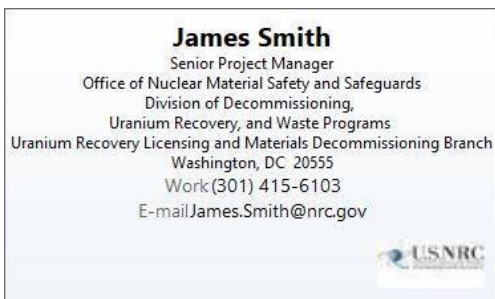 James Smith
Senior Project Manager
Office of Nuclear Material Safety and Safeguards
Division of Decommissioning,
Uranium Recovery, and Waste Programs
Uranium Recovery Licensing and Materials Decommissioning Branch
Washington, DC 20555
Work (301) 415-6103
E-mail James.Smith@nrc.gov
U.S.NRC